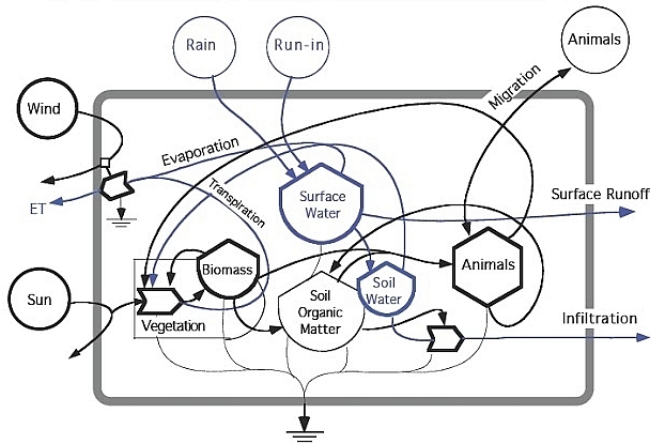 Rain
Run-in
Animals
Migration
Wind
Evaporation
Transpiration
ET
Surface
Water
Surface Runoff
Biomass
Animals
Soil
Water
Sun
Soil
Organic
Matter
Vegetation
Infiltration